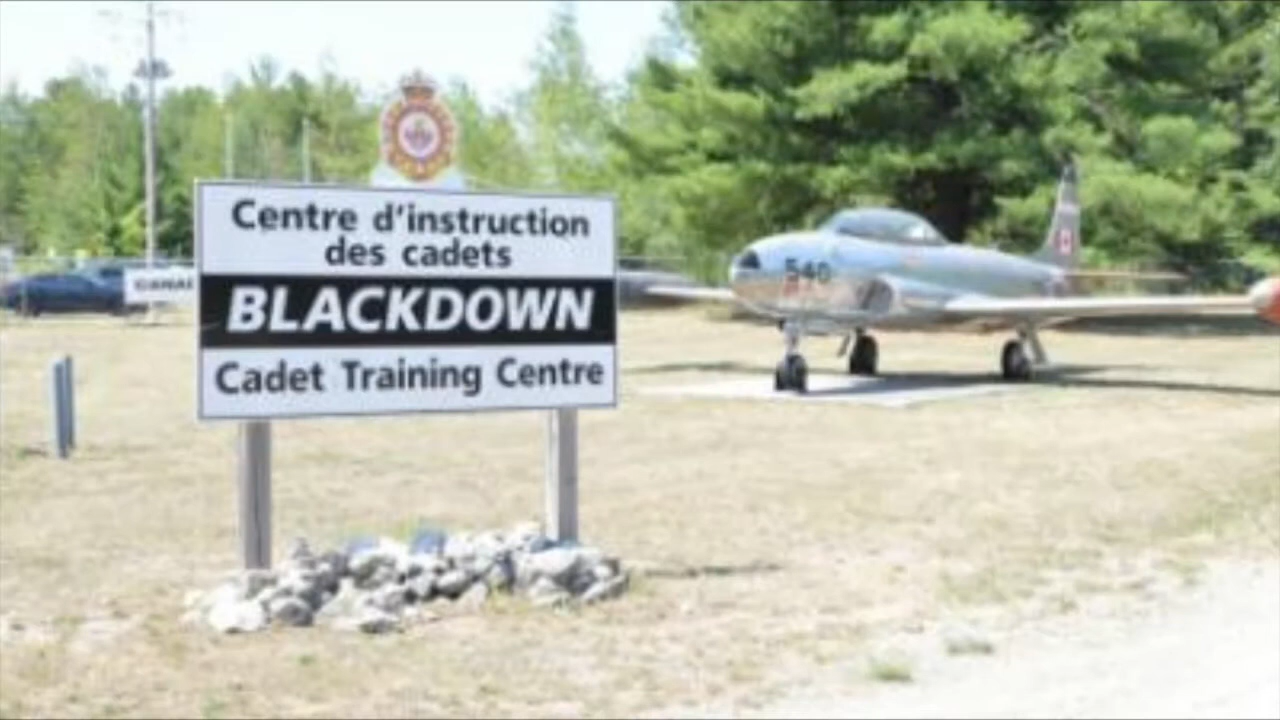 Centre d'instruction
des cadets
BLACKDOWN
Cadet Training Centre
540